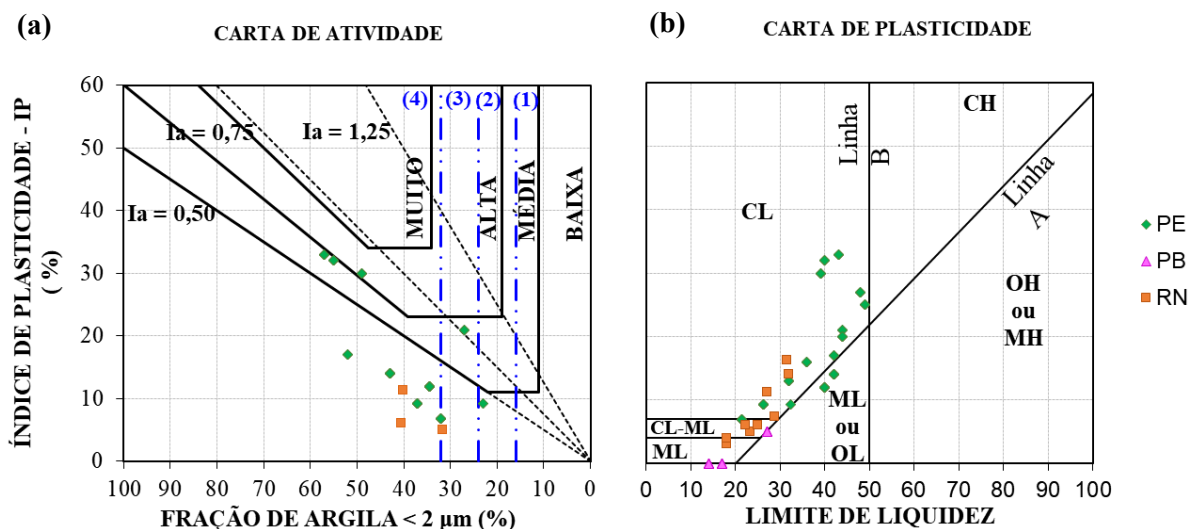 (a)
CARTA DE ATIVIDADE
ÍNDICE DE PLASTICIDADE - IP
( %)
60
50
40
30
20
10
0
(4)
(3)
(2)
(1)
Ia = 0,75
Ia = 1,25
Ia = 0,50
MUITO
ALTA
MÉDIA
BAIXA
100 90 80 70 60 50 40 30 20 10 0
FRAÇÃO DE ARGILA < 2 µm (%)
(b)
CARTA DE PLASTICIDADE
CH
Linha
B
Linha
A
CL
OH
ou
MH
CL-ML
ML
ML
ou
OL
0 10 20 30 40 50 60 70 80 90 100
LIMITE DE LIQUIDEZ
PE
PB
RN